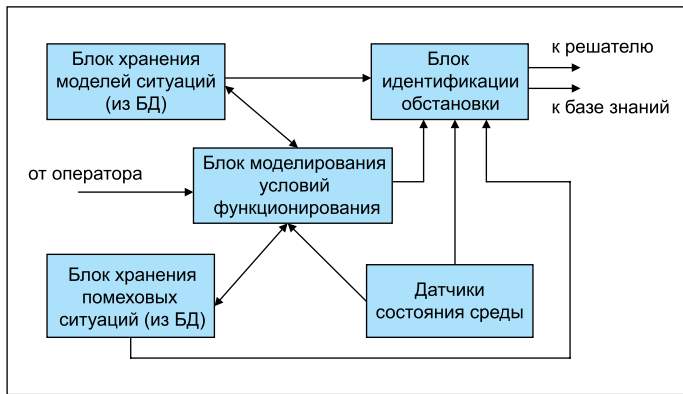 Блок хранения
моделей ситуаций
(из БД)
Блок
идентификации
обстановки
к решателю
к базе знаний
от оператора
Блок моделирования
условий
функционирования
Блок хранения
помеховых
ситуаций (из БД)
Датчики
состояния среды